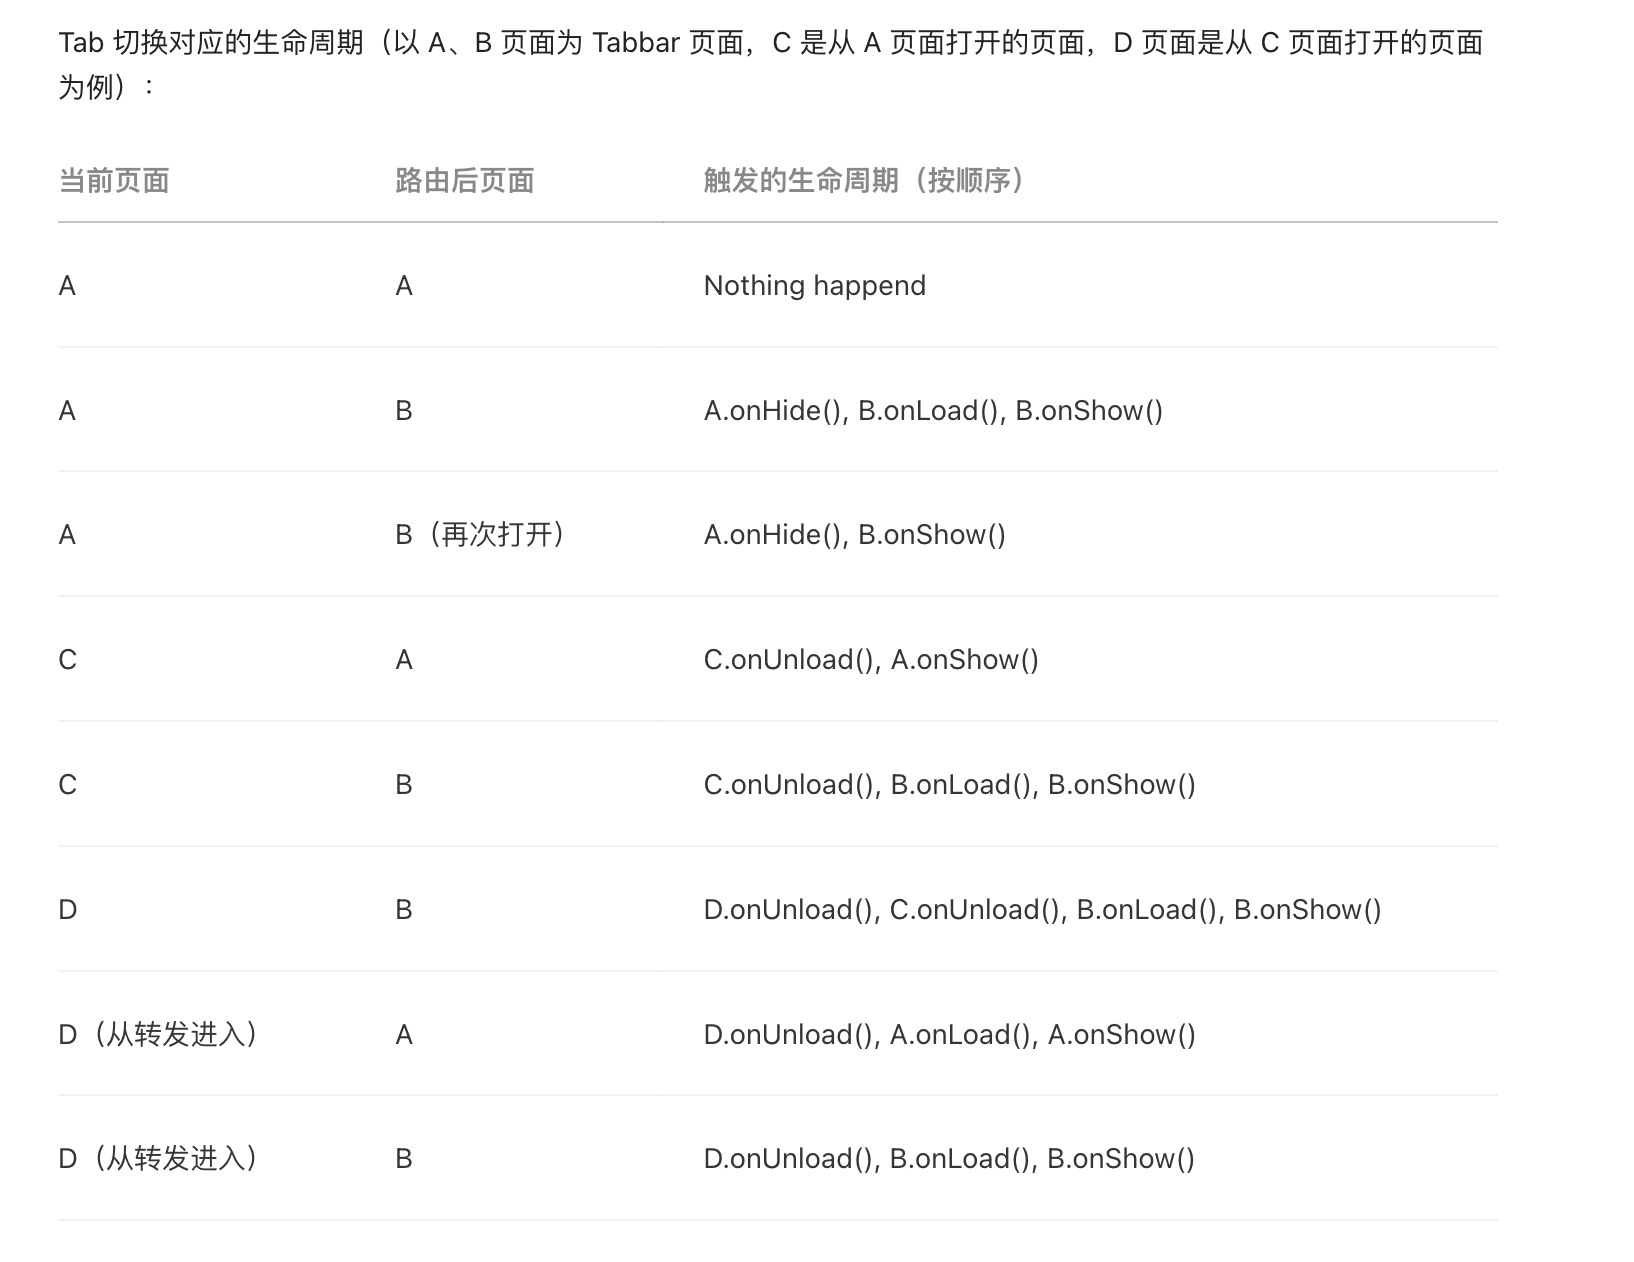 Tab 切换对应的生命周期（以 A、B 页面为 Tabbar 页面，C 是从 A 页面打开的页面，D 页面是从 C 页面打开的页面
为例）：
当前页面 路由后页面 触发的生命周期（按顺序）
A A Nothing happend
A B A.onHide(), B.onLoad(), B.onShow()
A B（再次打开） A.onHide(), B.onShow()
C A C.onUnload(), A.onShow()
C B C.onUnload(), B.onLoad(), B.onShow()
D B D.onUnload(), C.onUnload(), B.onLoad(), B.onShow()
D（从转发进入） A D.onUnload(), A.onLoad(), A.onShow()
D（从转发进入） B D.onUnload(), B.onLoad(), B.onShow()